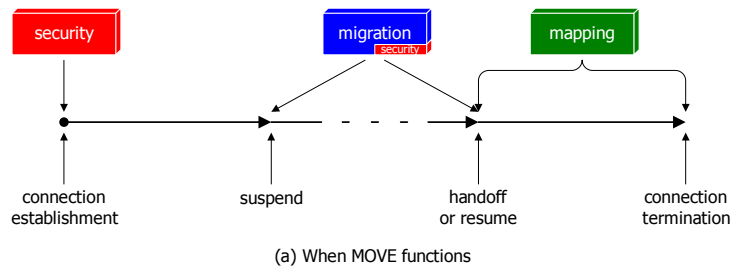 security
migration
security
mapping
connection
establishment
suspend
handoff
or resume
connection
termination
(a) When MOVE functions